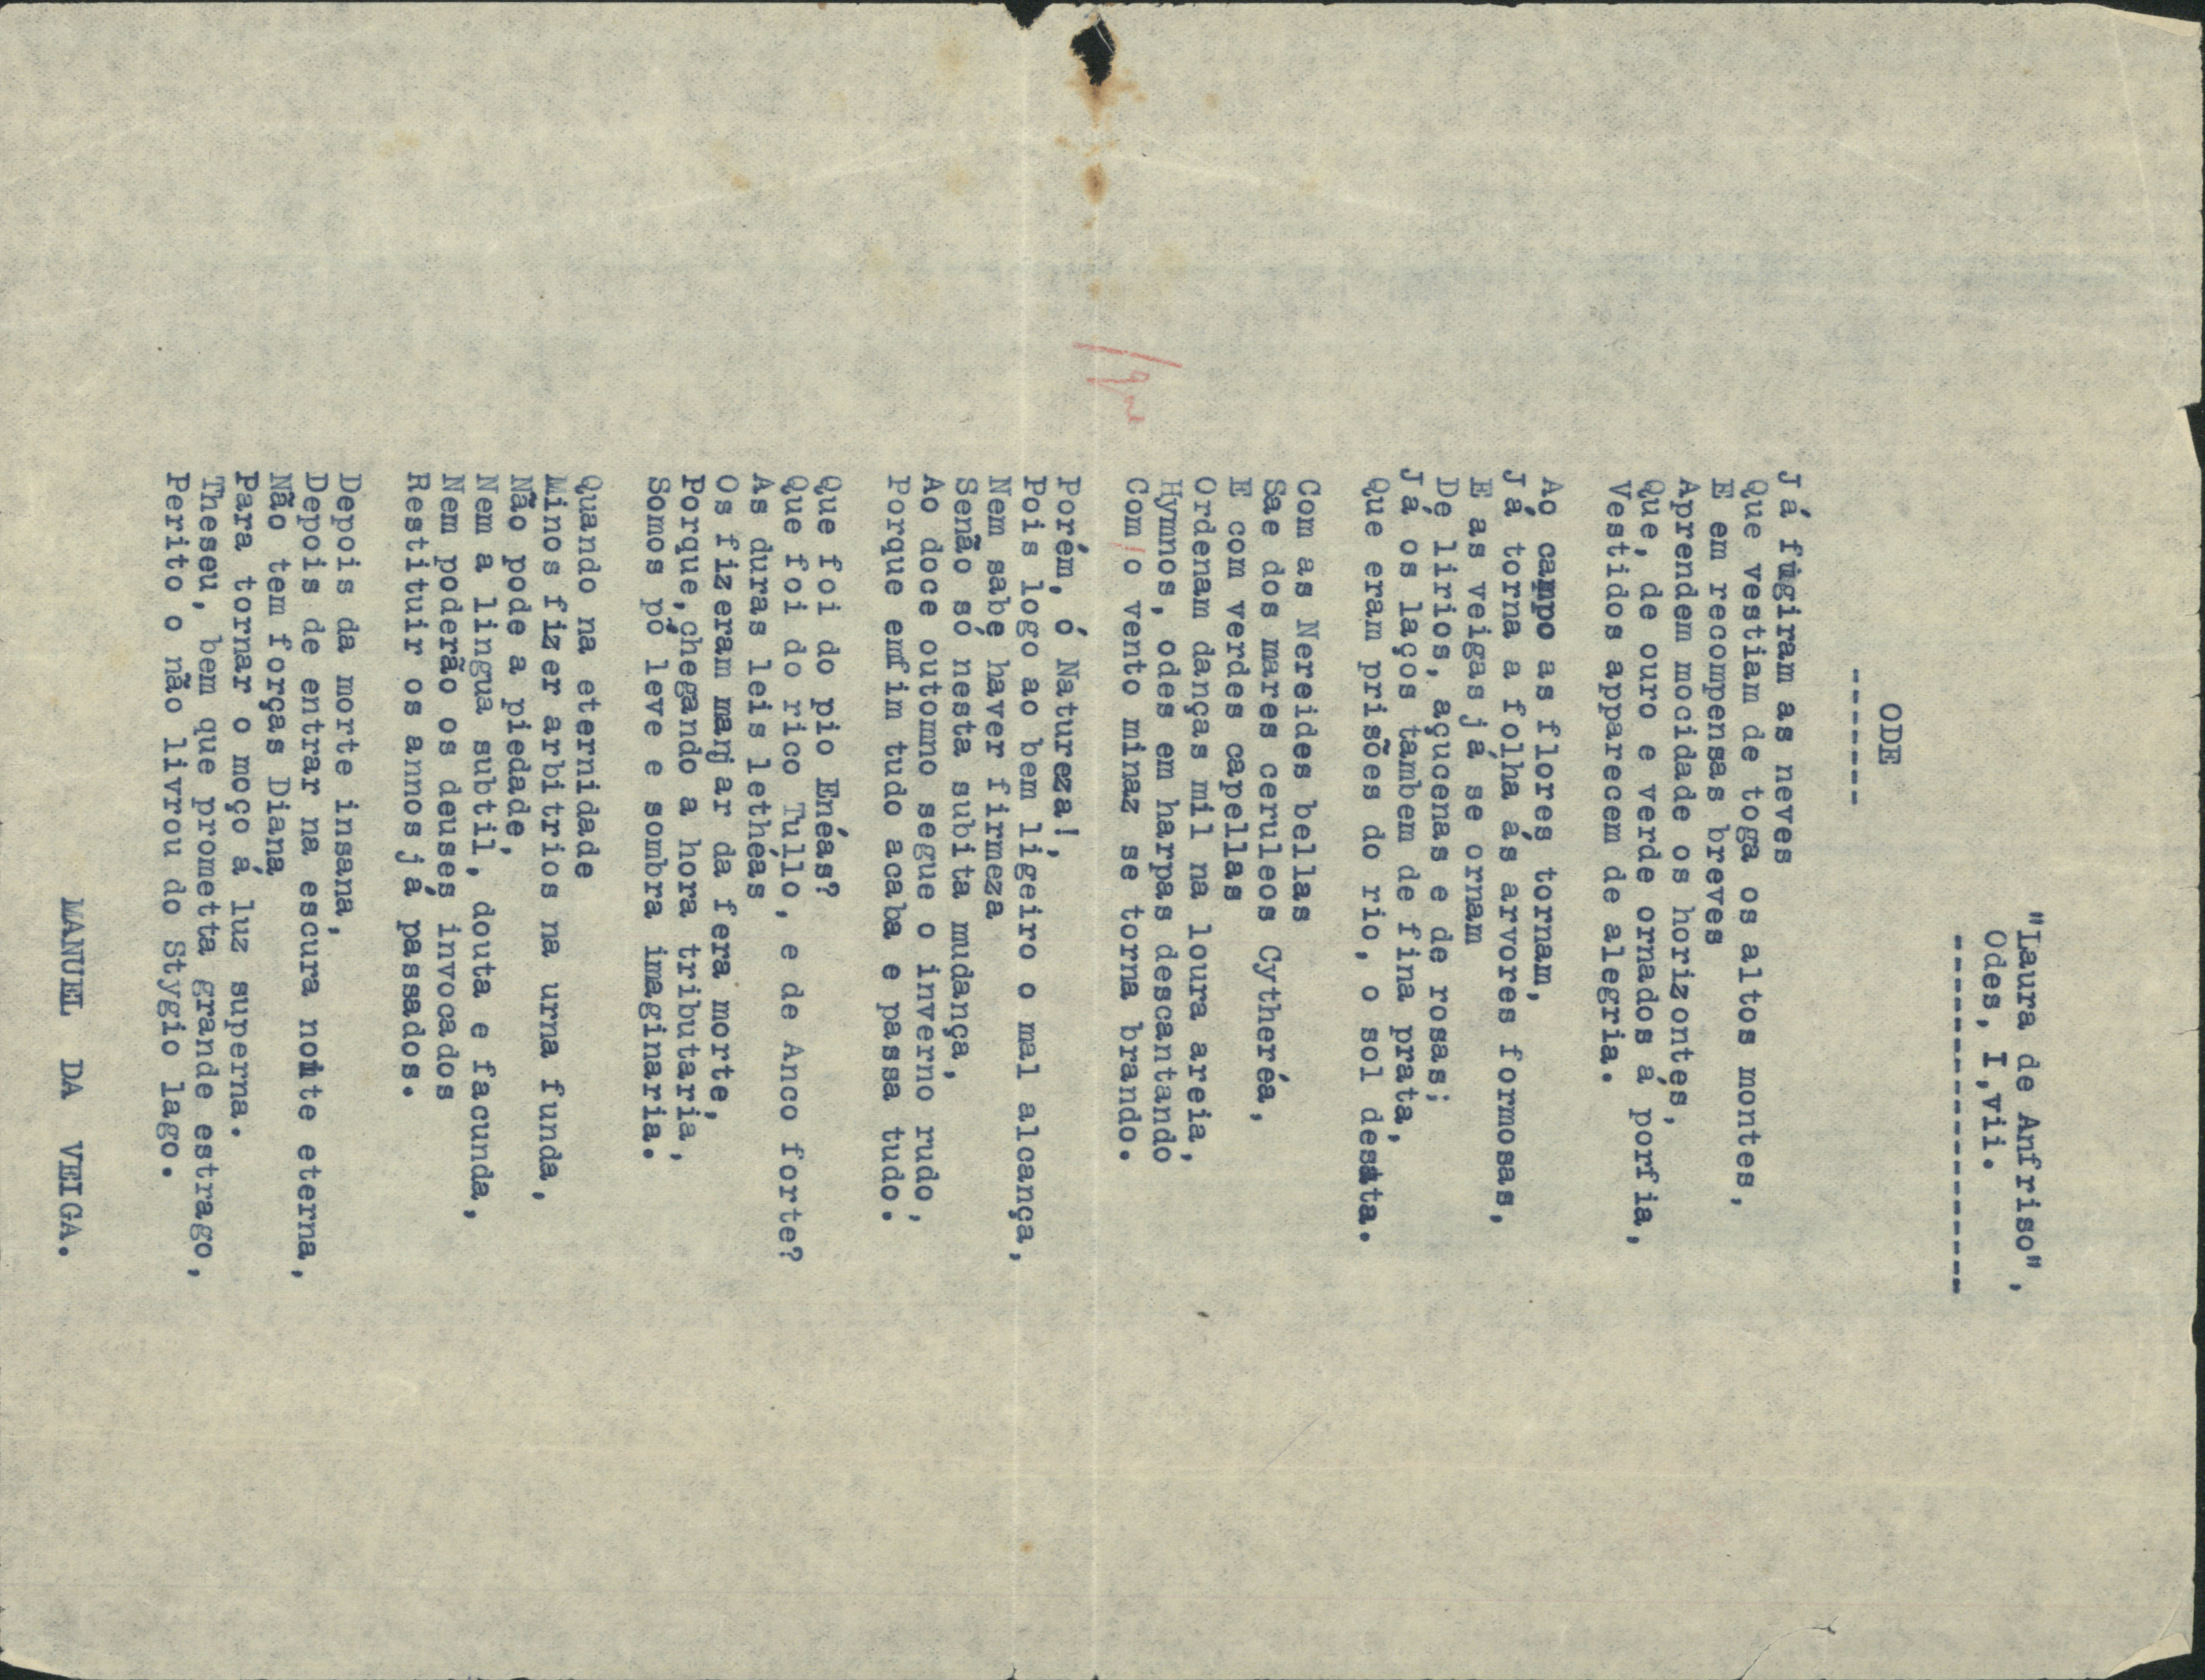 "Laura de Anfriso",
Odes, I,vii.
-----------------
ODE
------
Já fugiram as neves
Que vestiam de toga os altos montes,
E em recompensas breves
Aprendem mocidade os horizontes,
Que, de ouro e verde ornados á porfia,
Vestidos apparecem de alegria.
Ao campo as flores tornam,
Já torna a folha ás arvores formosas,
E as veigas já se ornam
De lirios, açucenas e de rosas;
Já os laços tambem de fina prata,
Que eram prisões do rio, o sol desata.
Com as Nereides bellas
Sae dos mares ceruleos Cytheréa,
E com verdes capellas
Ordenam danças mil na loura areia,
Hymnos, odes em harpas descantando
Com o vento minaz se torna brando.
Porém, ó Natureza!,
Pois logo ao bem ligeiro o mal alcança,
Nem sabe haver firmeza
Senão só nesta subita mudança,
Ao doce outomno segue o inverno rudo,
Porque emfim tudo acaba e passa tudo.
Que foi do pio Enéas?
Que foi do rico Tullo, e de Anco forte?
As duras leis lethéas
Os fizeram manjar da fera morte,
Porque, chegando a hora tributaria,
Somos pó leve e sombra imaginaria.
Quando na eternidade
Minos fizer arbitrios na urna funda,
Não pode a piedade,
Nem a lingua subtil, douta e facunda,
Nem poderão os deuses invocados
Restituir os annos já passados.
Depois da morte insana,
Depois de entrar na escura noite eterna,
Não tem forças Diana
Para tornar o moço á luz superna.
Theseu, bem que prometta grande estrago,
Perito o não livrou do Stygio lago.
MANUEL DA VEIGA.